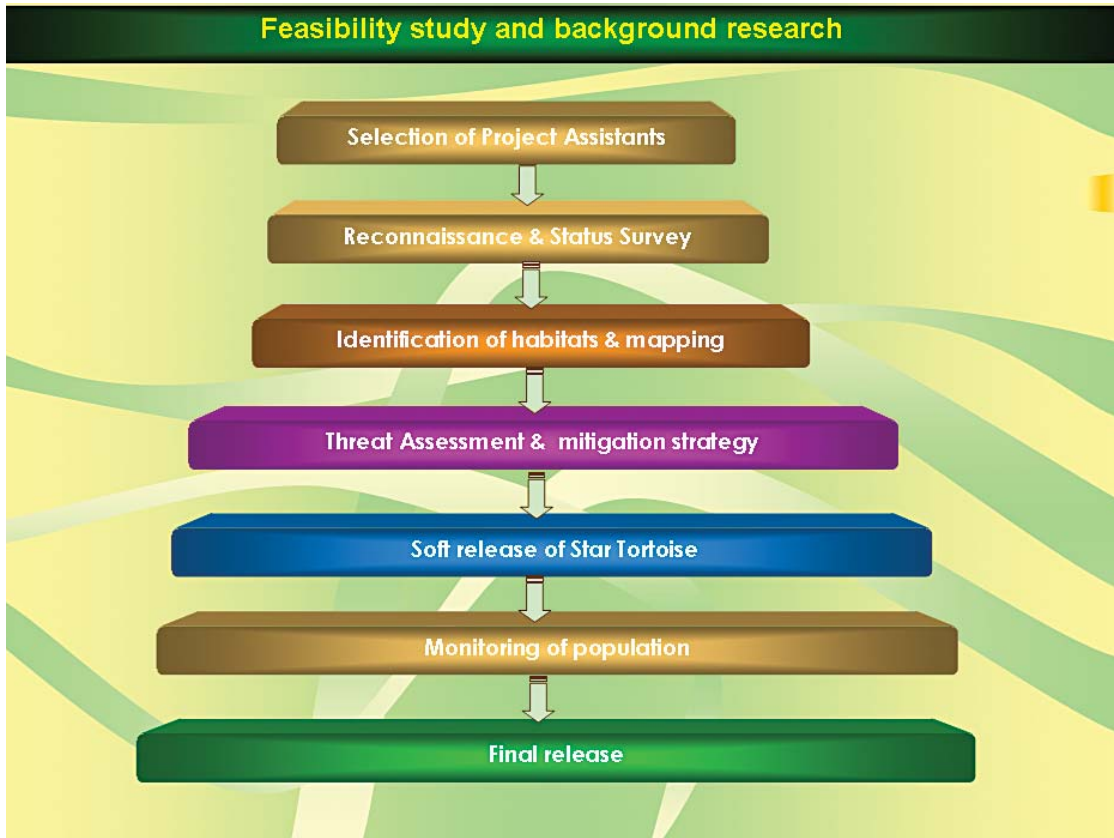 Feasibility study and background research
Selection of Project Assistants
Reconnaissance & Status Survey
Identification of habitats & mapping
Threat Assessment & mitigation strategy
Soft release of Star Tortoise
Monitoring of population
Final release